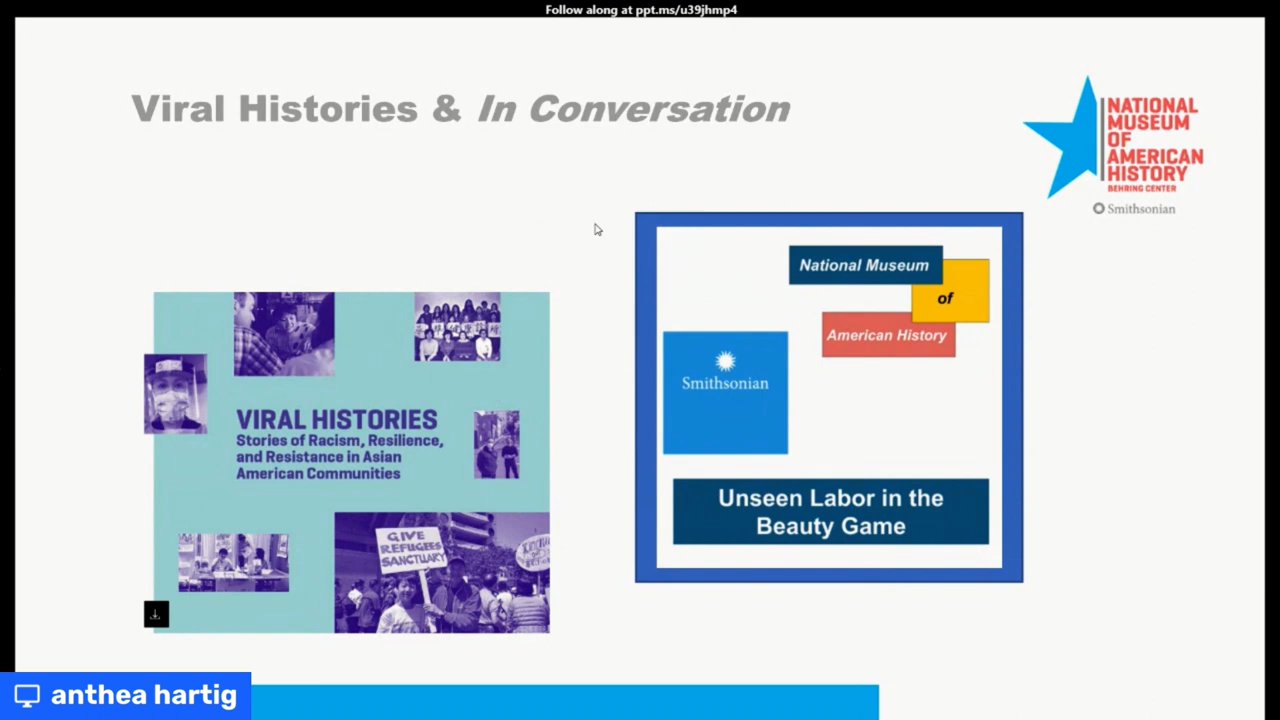 Follow along at ppt.ms/u39jhmp4
Viral Histories & In Conversation
NATIONAL
MUSEUM
OF
AMERICAN
HISTORY
BEHRING CENTER
Smithsonian
VIRAL HISTORIES
Stories of Racism, Resilience,
and Resistance in Asian
American Communities
GIVE
REFUGEES
SANCTUARY
National Museum
of
American History
Smithsonian
Unseen Labor in the
Beauty Game
anthea hartig